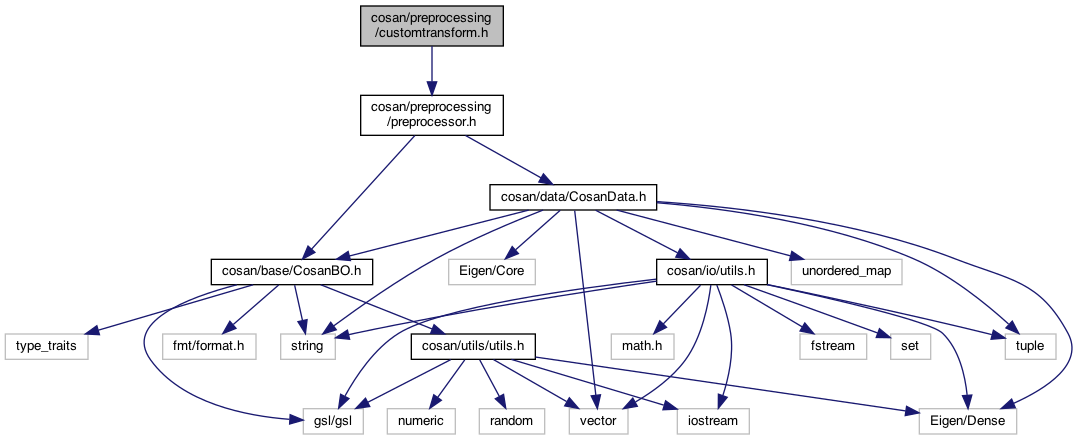 cosan/preprocessing
/customtransform.h
cosan/preprocessing
/preprocessor.h
cosan/data/CosanData.h
cosan/base/CosanBO.h
Eigen/Core
cosan/io/utils.h
unordered_map
type_traits
fmt/format.h
string
cosan/utils/utils.h
math.h
fstream
set
tuple
gsl/gsl
numeric
random
vector
iostream
Eigen/Dense